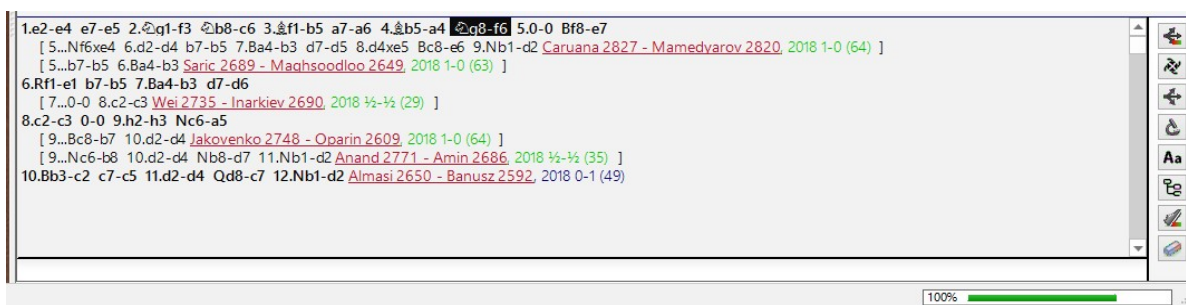 1.e2-e4 e7-e5 2.♘g1-f3 ♘b8-c6 3.♗f1-b5 a7-a6 4.♗b5-a4 ♘g8-f6 5.0-0 Bf8-e7
[ 5...Nf6xe4 6.d2-d4 b7-b5 7.Ba4-b3 d7-d5 8.d4xe5 Bc8-e6 9.Nb1-d2 Caruana 2827 - Mamedyarov 2820, 2018 1-0 (64) ]
[ 5...b7-b5 6.Ba4-b3 Saric 2689 - Maghsoodloo 2649, 2018 1-0 (63) ]
6.Rf1-e1 b7-b5 7.Ba4-b3 d7-d6
[ 7...0-0 8.c2-c3 Wei 2735 - Inarkiev 2690, 2018 ½-½ (29) ]
8.c2-c3 0-0 9.h2-h3 Nc6-a5
[ 9...Bc8-b7 10.d2-d4 Jakovenko 2748 - Oparin 2609, 2018 1-0 (64) ]
[ 9...Nc6-b8 10.d2-d4 Nb8-d7 11.Nb1-d2 Anand 2771 - Amin 2686, 2018 ½-½ (35) ]
10.Bb3-c2 c7-c5 11.d2-d4 Qd8-c7 12.Nb1-d2 Almasi 2650 - Banusz 2592, 2018 0-1 (49)
Aa
100%